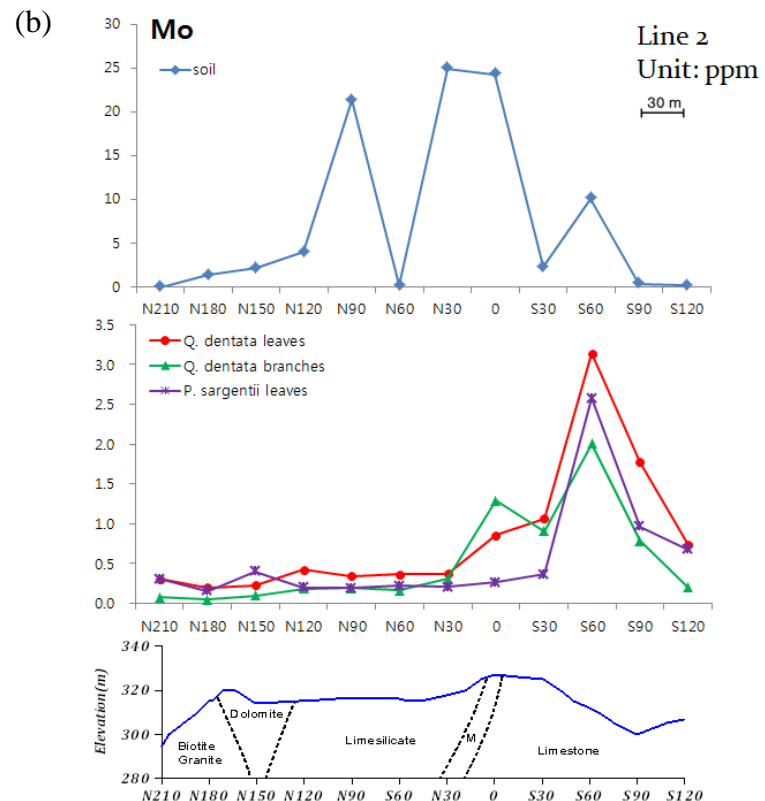 (b)
Mo
Line 2
Unit: ppm
30 m
soil
30
25
20
15
10
5
0
N210 N180 N150 N120 N90 N60 N30 0 S30 S60 S90 S120
3.5
3.0
2.5
2.0
1.5
1.0
0.5
0.0
Q. dentata leaves
Q. dentata branches
P. sargentii leaves
N210 N180 N150 N120 N90 N60 N30 0 S30 S60 S90 S120
Elevation(m)
340
320
300
280
Dolomite
Biotite
Granite
Limesilicate
M
Limestone
N210 N180 N150 N120 N90 S60 N30 0 S30 S60 S90 S120